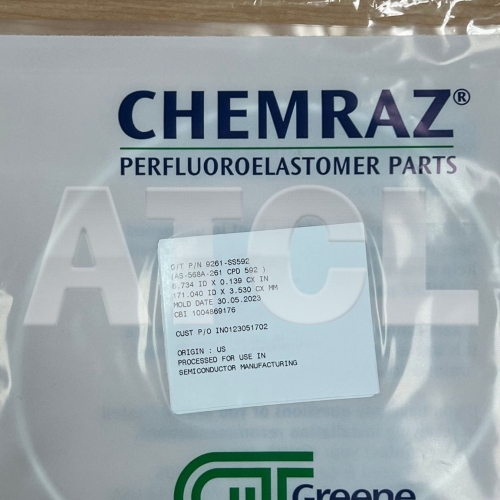 CHEMRAZ®
PERFLUOROELASTOMER PARTS
ATCL
G/T P/N 9261-SS592
(AS-568A-261 CPD 592 )
6.734 ID X 0.139 CX IN
171.040 ID X 3.530 CX MM
MOLD DATE 30.05.2023
CBI 1004869176
CUST P/O IN0123051702
ORIGIN : US
PROCESSED FOR USE IN
SEMICONDUCTOR MANUFACTURING
Greene